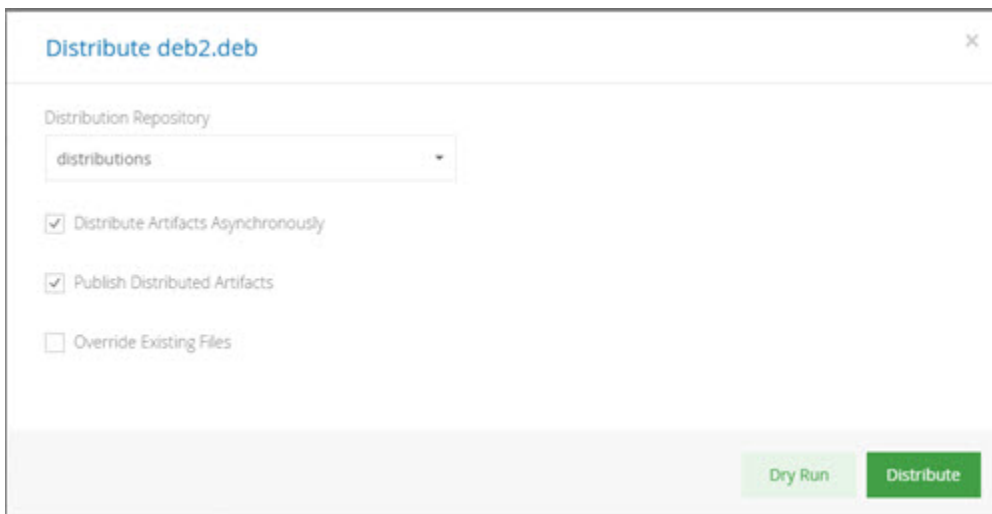 Distribute deb2.deb
Distribution Repository
distributions
Distribute Artifacts Asynchronously
Publish Distributed Artifacts
Override Existing Files
Dry Run
Distribute